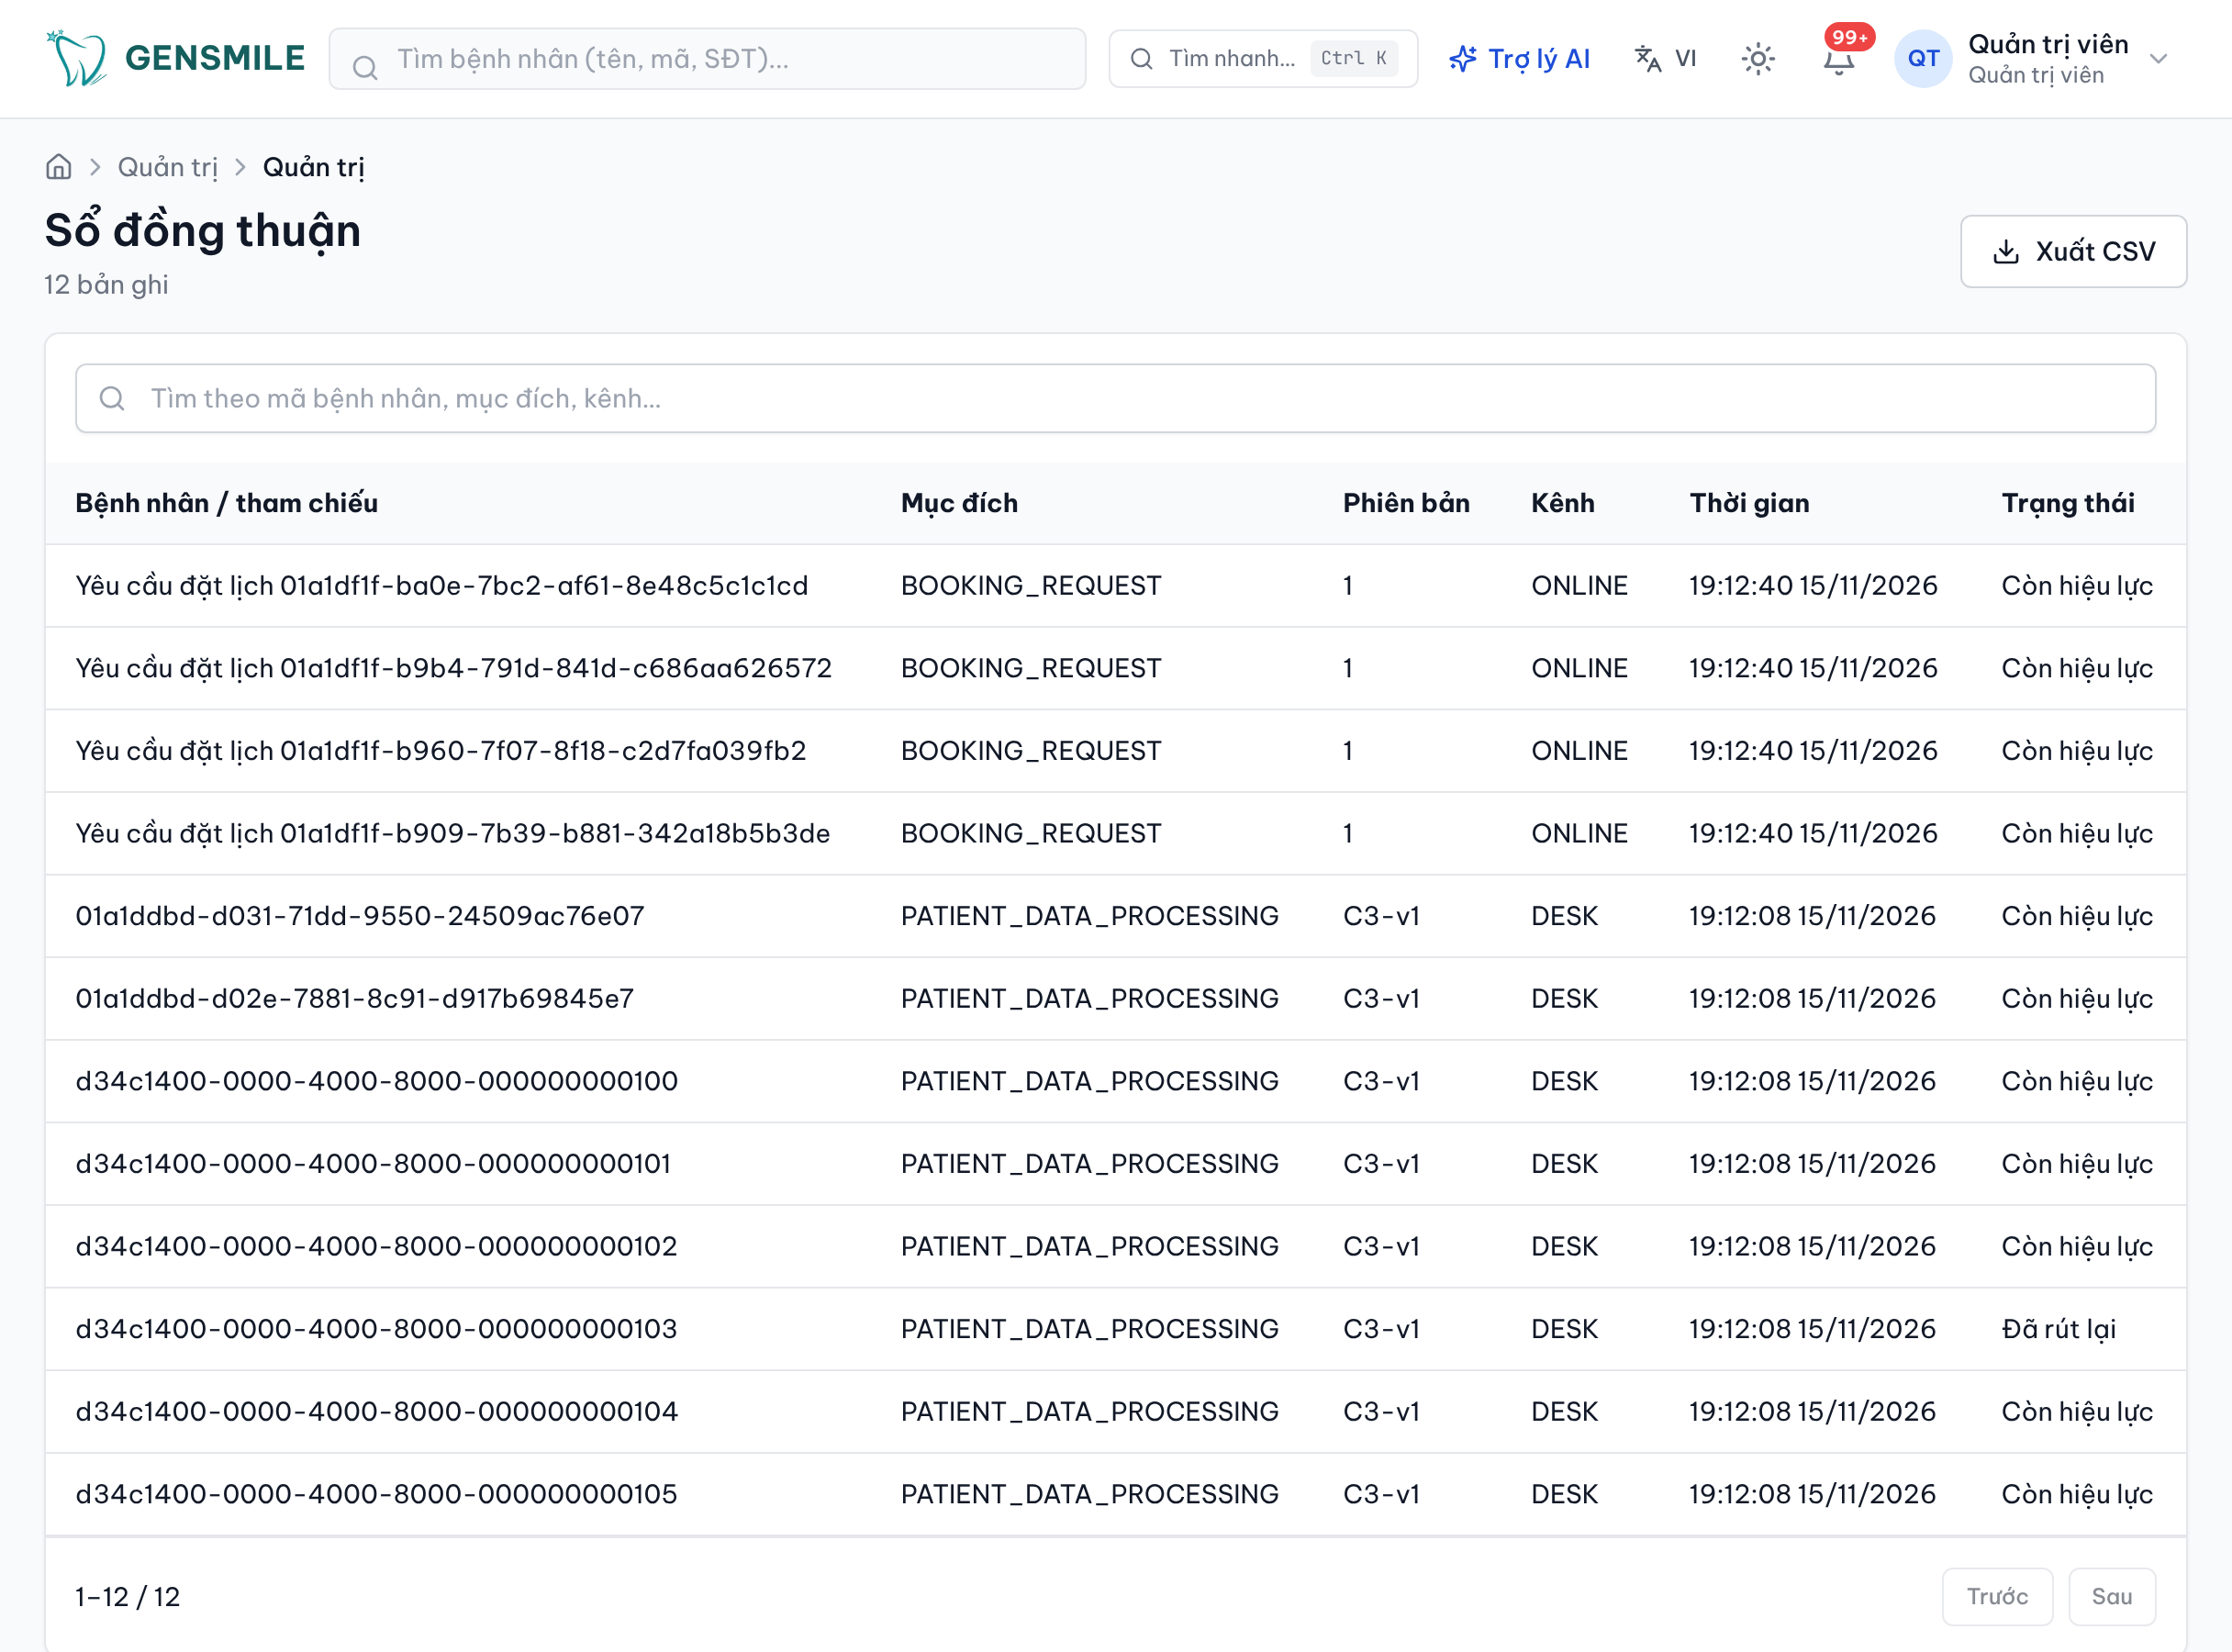 GENSMILE
Tìm bệnh nhân (tên, mã, SĐT)...
Tìm nhanh... Ctrl K
Trợ lý AI
VI
99+
QT
Quản trị viên
Quản trị viên
Quản trị > Quản trị
Sổ đồng thuận
12 bản ghi
Xuất CSV
Tìm theo mã bệnh nhân, mục đích, kênh...
Bệnh nhân / tham chiếu Mục đích Phiên bản Kênh Thời gian Trạng thái
Yêu cầu đặt lịch 01a1df1f-ba0e-7bc2-af61-8e48c5c1c1cd BOOKING_REQUEST 1 ONLINE 19:12:40 15/11/2026 Còn hiệu lực
Yêu cầu đặt lịch 01a1df1f-b9b4-791d-841d-c686aa626572 BOOKING_REQUEST 1 ONLINE 19:12:40 15/11/2026 Còn hiệu lực
Yêu cầu đặt lịch 01a1df1f-b960-7f07-8f18-c2d7fa039fb2 BOOKING_REQUEST 1 ONLINE 19:12:40 15/11/2026 Còn hiệu lực
Yêu cầu đặt lịch 01a1df1f-b909-7b39-b881-342a18b5b3de BOOKING_REQUEST 1 ONLINE 19:12:40 15/11/2026 Còn hiệu lực
01a1ddbd-d031-71dd-9550-24509ac76e07 PATIENT_DATA_PROCESSING C3-v1 DESK 19:12:08 15/11/2026 Còn hiệu lực
01a1ddbd-d02e-7881-8c91-d917b69845e7 PATIENT_DATA_PROCESSING C3-v1 DESK 19:12:08 15/11/2026 Còn hiệu lực
d34c1400-0000-4000-8000-000000000100 PATIENT_DATA_PROCESSING C3-v1 DESK 19:12:08 15/11/2026 Còn hiệu lực
d34c1400-0000-4000-8000-000000000101 PATIENT_DATA_PROCESSING C3-v1 DESK 19:12:08 15/11/2026 Còn hiệu lực
d34c1400-0000-4000-8000-000000000102 PATIENT_DATA_PROCESSING C3-v1 DESK 19:12:08 15/11/2026 Còn hiệu lực
d34c1400-0000-4000-8000-000000000103 PATIENT_DATA_PROCESSING C3-v1 DESK 19:12:08 15/11/2026 Đã rút lại
d34c1400-0000-4000-8000-000000000104 PATIENT_DATA_PROCESSING C3-v1 DESK 19:12:08 15/11/2026 Còn hiệu lực
d34c1400-0000-4000-8000-000000000105 PATIENT_DATA_PROCESSING C3-v1 DESK 19:12:08 15/11/2026 Còn hiệu lực
1–12 / 12
Trước Sau